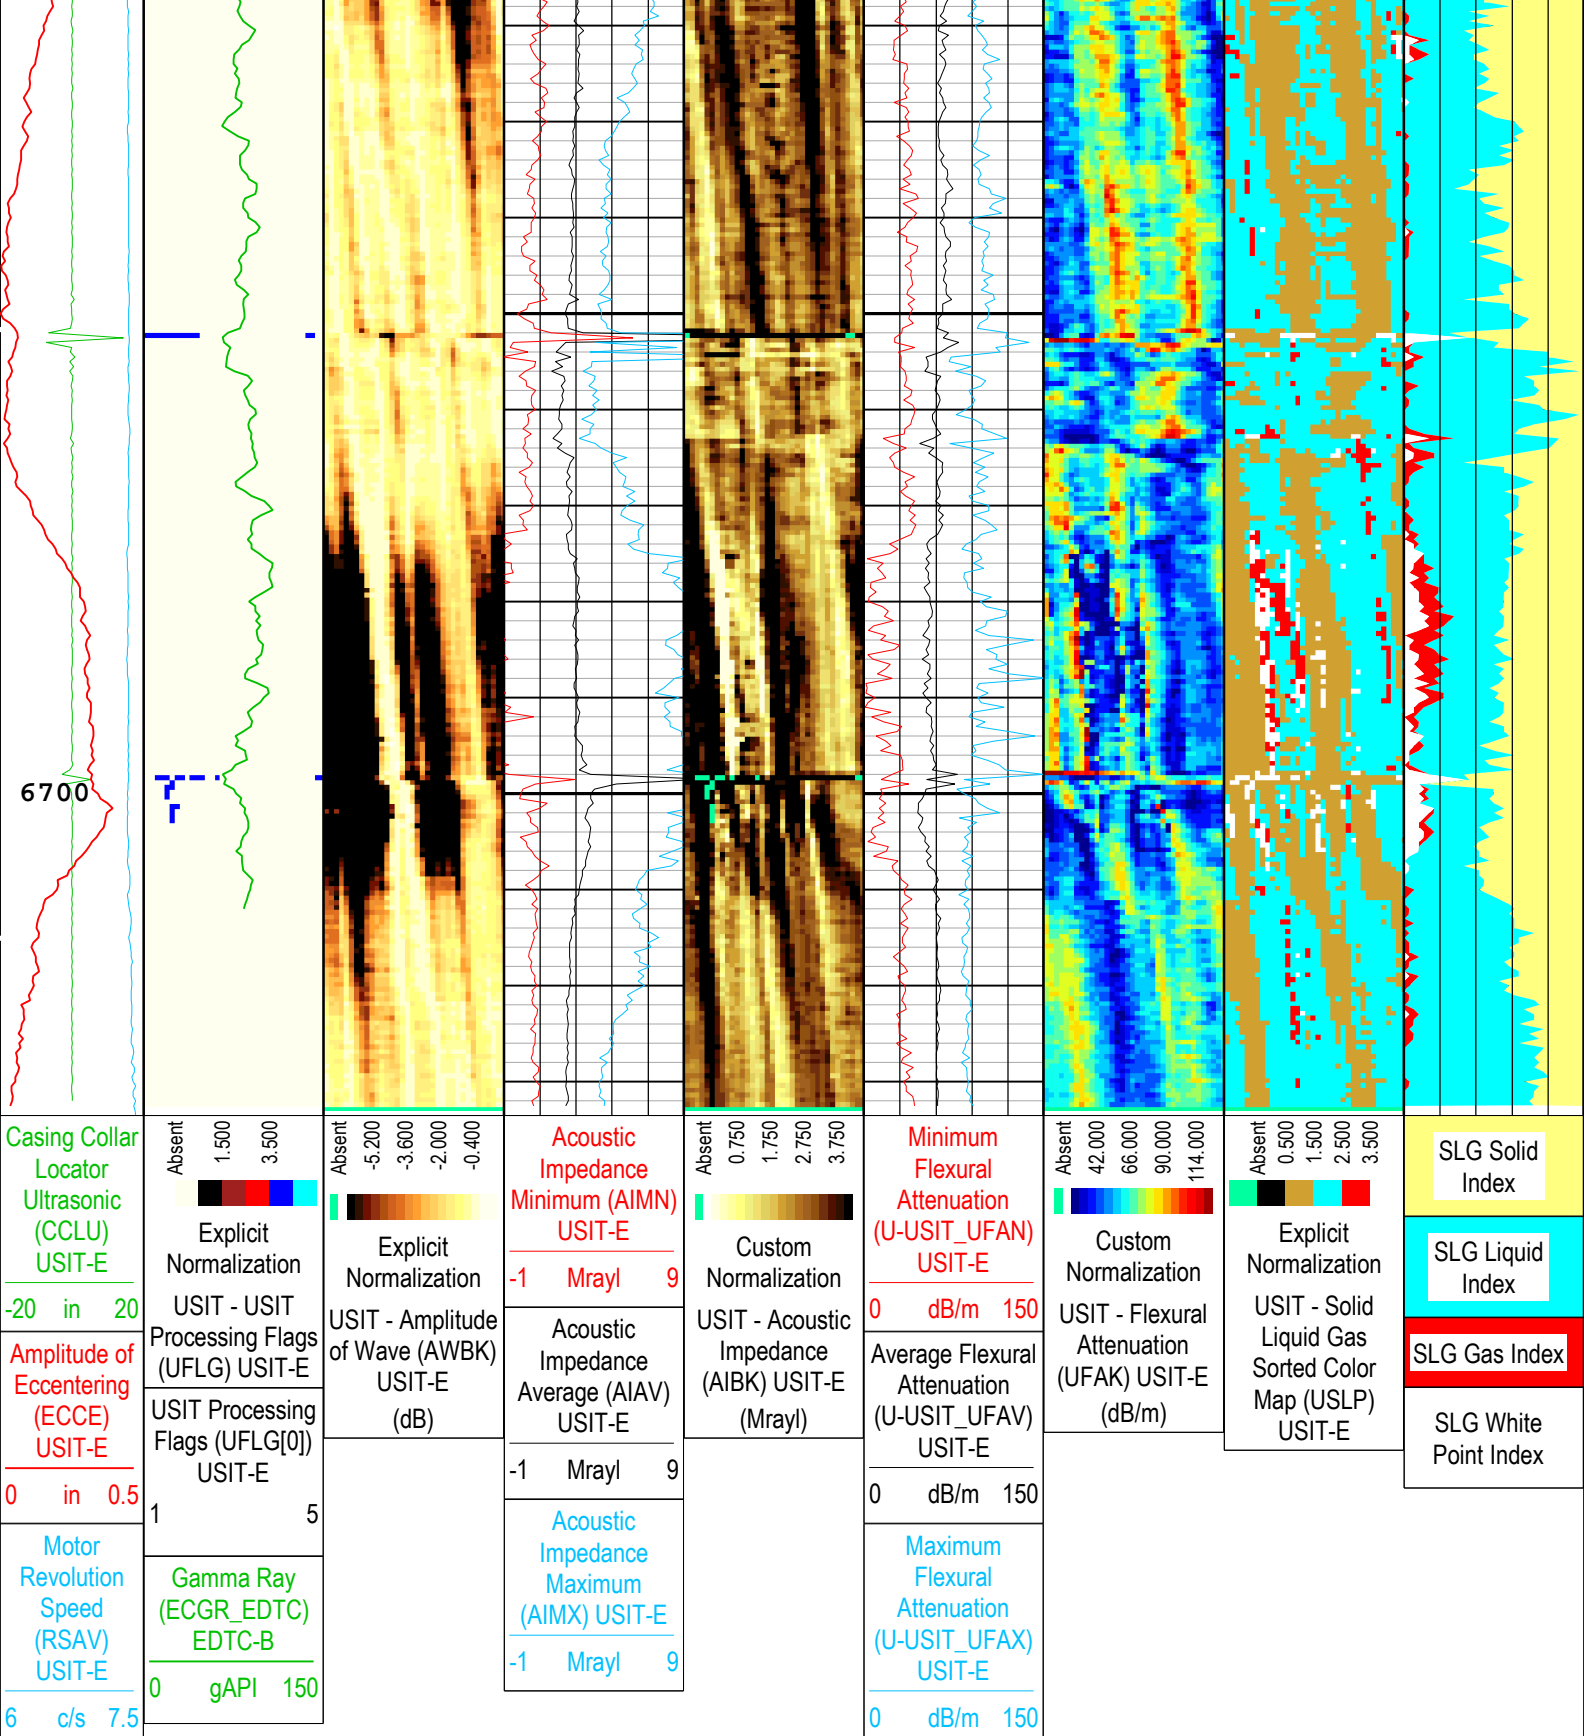 6700
Casing Collar
Locator
Ultrasonic
(CCLU)
USIT-E
-20 in 20
Amplitude of
Eccentering
(ECCE)
USIT-E
0 in 0.5
Motor
Revolution
Speed
(RSAV)
USIT-E
6 c/s 7.5
Absent 1.500 3.500
Explicit
Normalization
USIT - USIT
Processing Flags
(UFLG) USIT-E
USIT Processing
Flags (UFLG[0])
USIT-E
1 5
Gamma Ray
(ECGR_EDTC)
EDTC-B
0 gAPI 150
Absent -5.200 -3.600 -2.000 -0.400
Explicit
Normalization
USIT - Amplitude
of Wave (AWBK)
USIT-E
(dB)
Acoustic
Impedance
Minimum (AIMN)
USIT-E
-1 Mrayl 9
Acoustic
Impedance
Average (AIAV)
USIT-E
-1 Mrayl 9
Acoustic
Impedance
Maximum
(AIMX) USIT-E
-1 Mrayl 9
Absent 0.750 1.750 2.750 3.750
Custom
Normalization
USIT - Acoustic
Impedance
(AIBK) USIT-E
(Mrayl)
Minimum
Flexural
Attenuation
(U-USIT_UFAN)
USIT-E
0 dB/m 150
Average Flexural
Attenuation
(U-USIT_UFAV)
USIT-E
0 dB/m 150
Maximum
Flexural
Attenuation
(U-USIT_UFAX)
USIT-E
0 dB/m 150
Absent 42.000 66.000 90.000 114.000
Custom
Normalization
USIT - Flexural
Attenuation
(UFAK) USIT-E
(dB/m)
Absent 0.500 1.500 2.500 3.500
Explicit
Normalization
USIT - Solid
Liquid Gas
Sorted Color
Map (USLP)
USIT-E
SLG Solid
Index
SLG Liquid
Index
SLG Gas Index
SLG White
Point Index